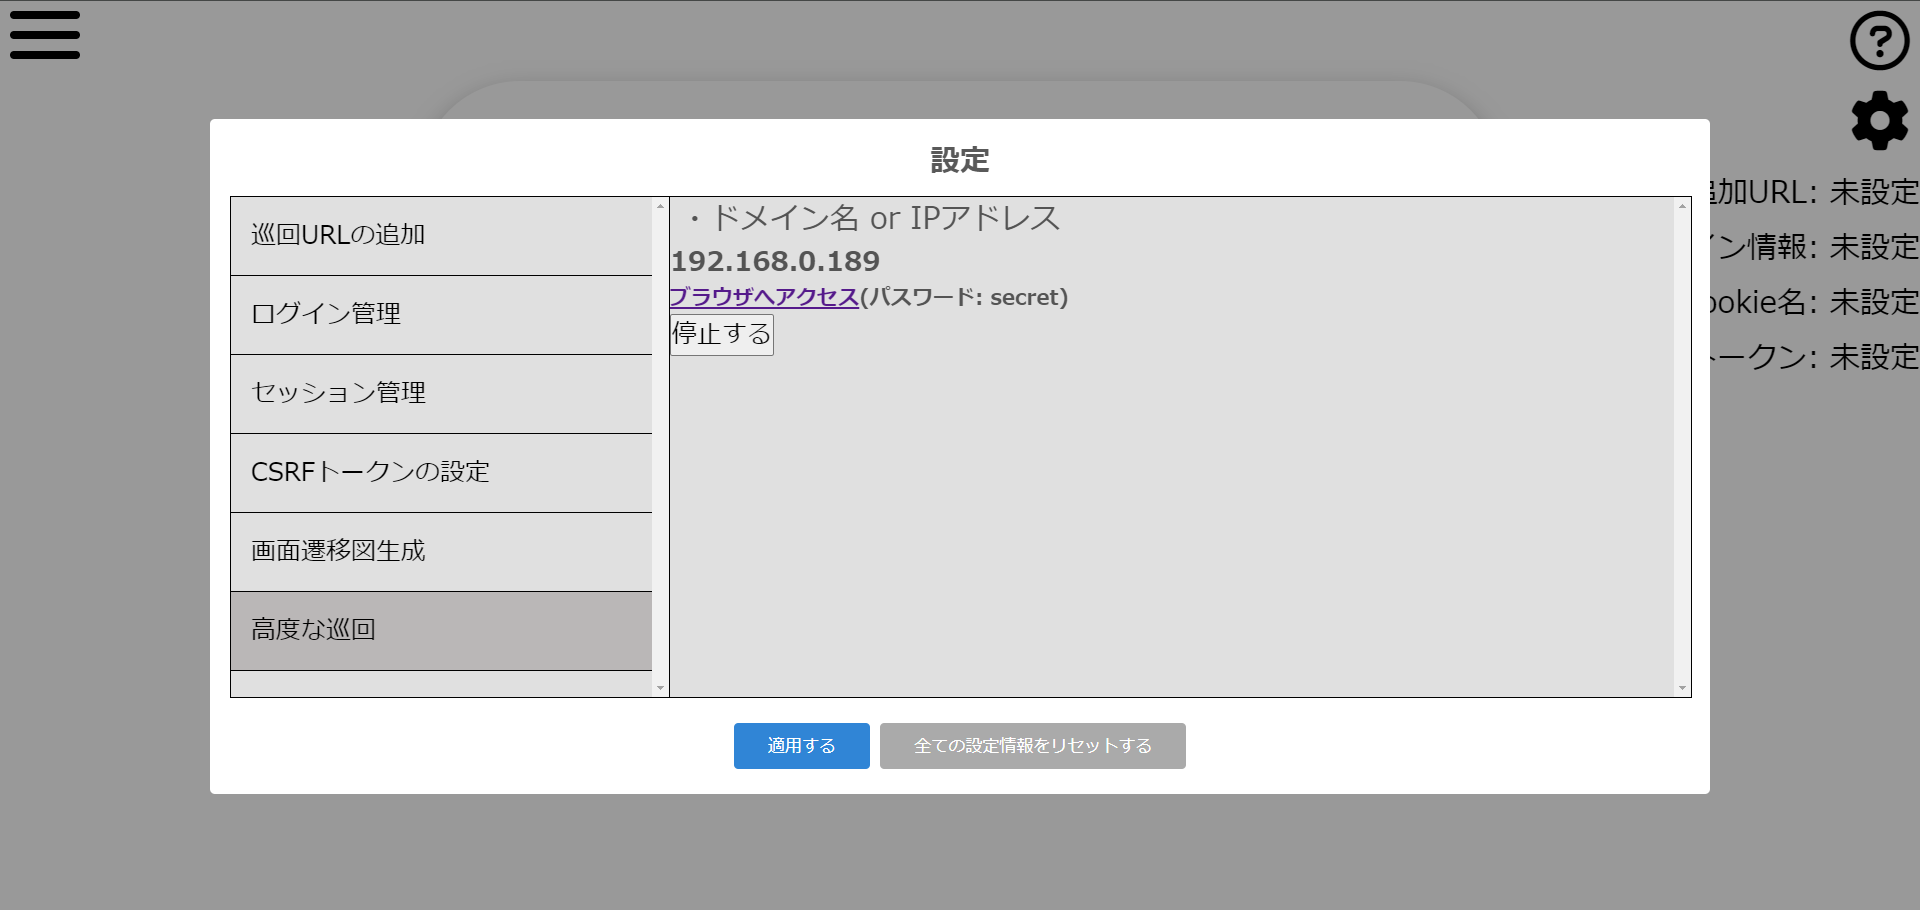 設定
巡回URLの追加
ログイン管理
セッション管理
CSRFトークンの設定
画面遷移図生成
高度な巡回
・ドメイン名 or IPアドレス
192.168.0.189
ブラウザへアクセス(パスワード: secret)
停止する
適用する
全ての設定情報をリセットする
加URL: 未設定
ン情報: 未設定
ookie名: 未設定
ークン: 未設定